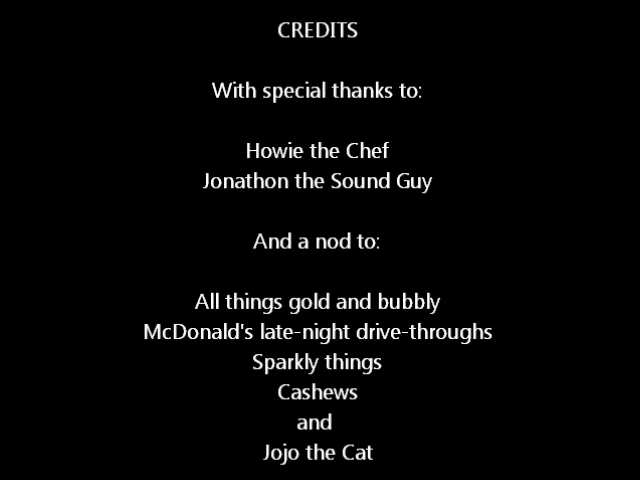 CREDITS
With special thanks to:
Howie the Chef
Jonathon the Sound Guy
And a nod to:
All things gold and bubbly
McDonald's late-night drive-throughs
Sparkly things
Cashews
and
Jojo the Cat